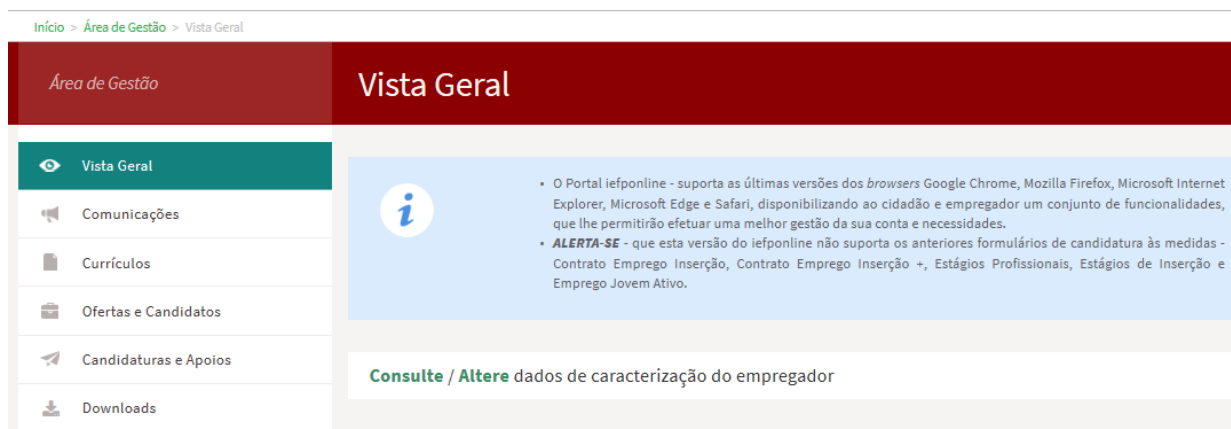 Início > Área de Gestão > Vista Geral
Área de Gestão
Vista Geral
Vista Geral
Comunicações
Currículos
Ofertas e Candidatos
Candidaturas e Apoios
Downloads
• O Portal iefponline - suporta as últimas versões dos browsers Google Chrome, Mozilla Firefox, Microsoft Internet
Explorer, Microsoft Edge e Safari, disponibilizando ao cidadão e empregador um conjunto de funcionalidades,
que lhe permitirão efetuar uma melhor gestão da sua conta e necessidades.
• ALERTA-SE - que esta versão do iefponline não suporta os anteriores formulários de candidatura às medidas -
Contrato Emprego Inserção, Contrato Emprego Inserção +, Estágios Profissionais, Estágios de Inserção e
Emprego Jovem Ativo.
Consulte / Altere dados de caracterização do empregador